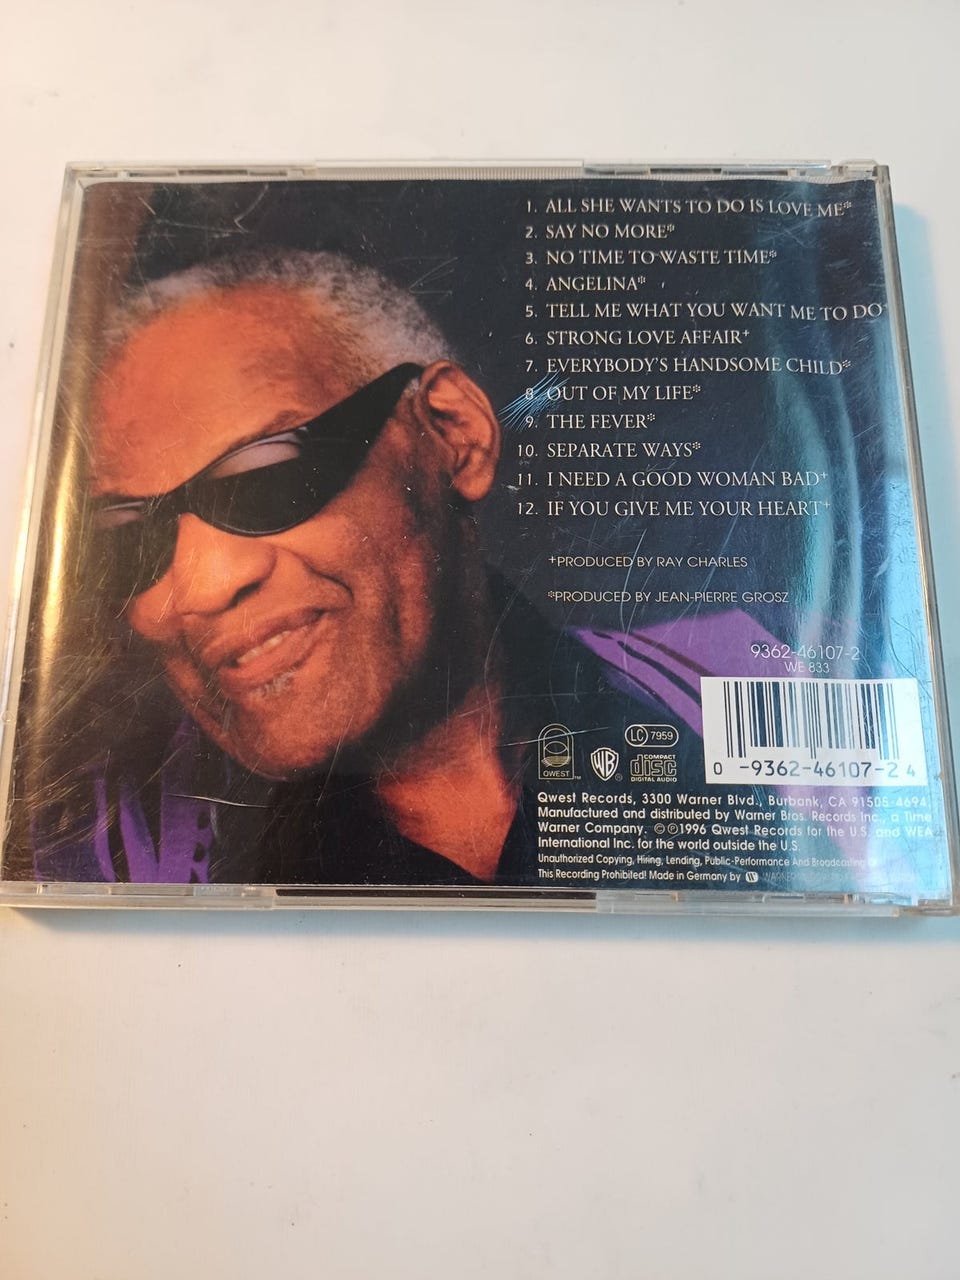 1. ALL SHE WANTS TO DO IS LOVE ME*
2. SAY NO MORE*
3. NO TIME TO WASTE TIME*
4. ANGELINA*
5. TELL ME WHAT YOU WANT ME TO DO*
6. STRONG LOVE AFFAIR+
7. EVERYBODY'S HANDSOME CHILD*
8. OUT OF MY LIFE*
9. THE FEVER*
10. SEPARATE WAYS*
11. I NEED A GOOD WOMAN BAD+
12. IF YOU GIVE ME YOUR HEART+
+PRODUCED BY RAY CHARLES
*PRODUCED BY JEAN-PIERRE GROSZ
9362-46107-2
WE 833
QWEST TM
WB ®
LC 7959
COMPACT
disc
DIGITAL AUDIO
0 -9362-46107-2 4
Qwest Records, 3300 Warner Blvd., Burbank, CA 91505-4694.
Manufactured and distributed by Warner Bros. Records Inc., a Time
Warner Company. © ℗ 1996 Qwest Records for the U.S. and WEA
International Inc. for the world outside the U.S.
Unauthorized Copying, Hiring, Lending, Public-Performance And Broadcasting Of
This Recording Prohibited! Made in Germany by